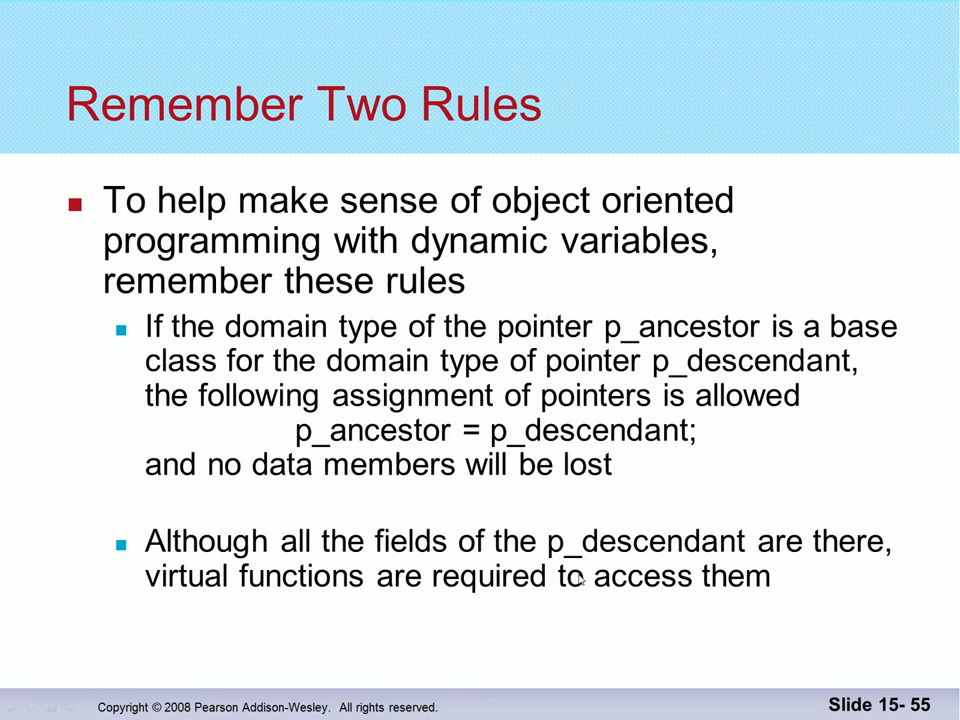 Remember Two Rules
To help make sense of object oriented
programming with dynamic variables,
remember these rules
If the domain type of the pointer p_ancestor is a base
class for the domain type of pointer p_descendant,
the following assignment of pointers is allowed
p_ancestor = p_descendant;
and no data members will be lost
Although all the fields of the p_descendant are there,
virtual functions are required to access them
Copyright © 2008 Pearson Addison-Wesley. All rights reserved.
Slide 15- 55